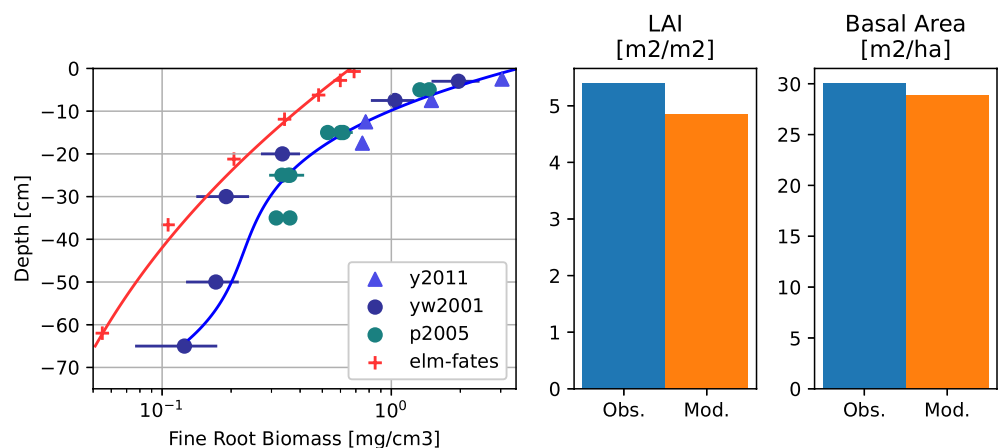 LAI
[m2/m2]
Basal Area
[m2/ha]
0
−10
−20
−30
−40
−50
−60
−70
Depth [cm]
y2011
yw2001
p2005
elm-fates
10⁻¹
10⁰
Fine Root Biomass [mg/cm3]
5
4
3
2
1
0
Obs. Mod.
30
25
20
15
10
5
0
Obs. Mod.